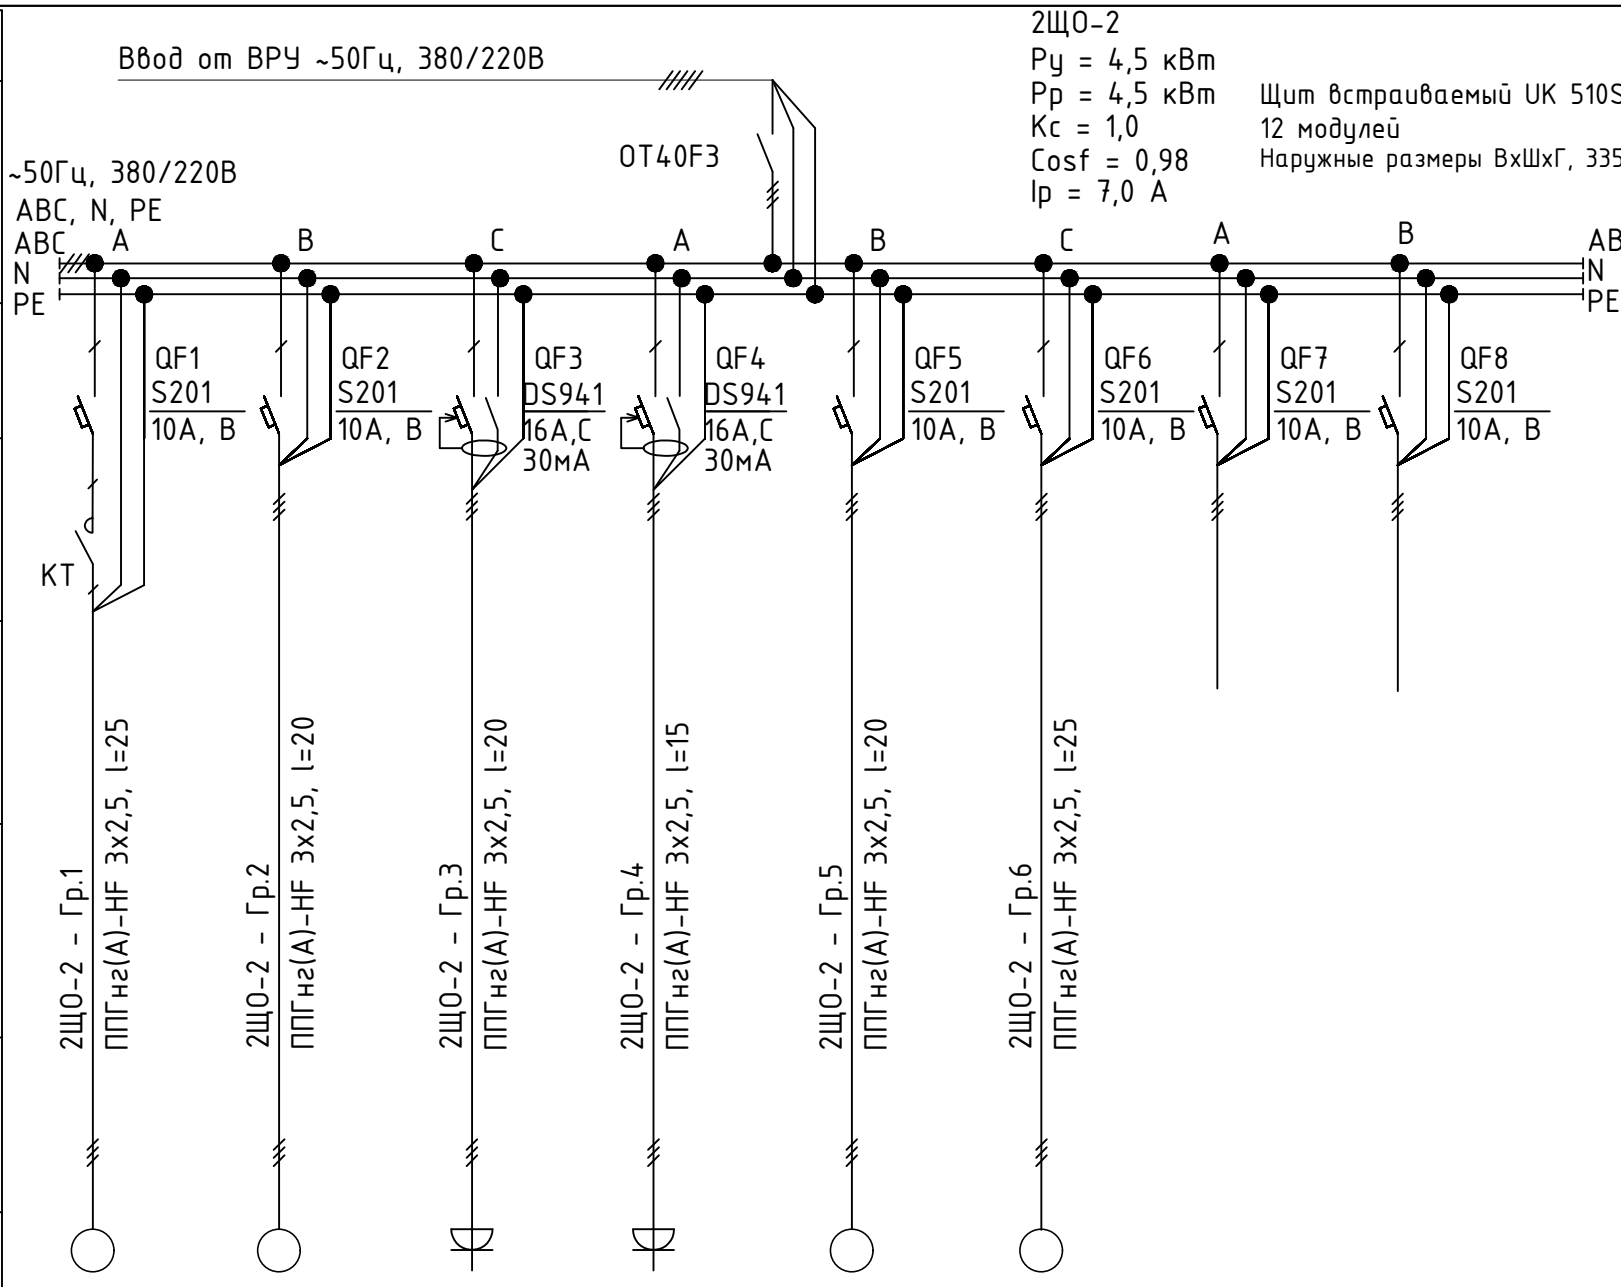 Ввод от ВРУ ~50Гц, 380/220В
2ЩО-2
Ру = 4,5 кВт
Рр = 4,5 кВт
Кс = 1,0
Cosf = 0,98
Iр = 7,0 А
Щит встраиваемый UK 510S
12 модулей
Наружные размеры ВхШхГ, 335
ОТ40F3
~50Гц, 380/220В
АВС, N, РЕ
АВС
N
РЕ
А
В
С
А
В
С
А
В
АВ
N
РЕ
QF1
S201
10А, В
QF2
S201
10А, В
QF3
DS941
16А,С
30мА
QF4
DS941
16А,С
30мА
QF5
S201
10А, В
QF6
S201
10А, В
QF7
S201
10А, В
QF8
S201
10А, В
КТ
2ЩО-2 - Гр.1
ППГнг(А)-HF 3х2,5, l=25
2ЩО-2 - Гр.2
ППГнг(А)-HF 3х2,5, l=20
2ЩО-2 - Гр.3
ППГнг(А)-HF 3х2,5, l=20
2ЩО-2 - Гр.4
ППГнг(А)-HF 3х2,5, l=15
2ЩО-2 - Гр.5
ППГнг(А)-HF 3х2,5, l=20
2ЩО-2 - Гр.6
ППГнг(А)-HF 3х2,5, l=25